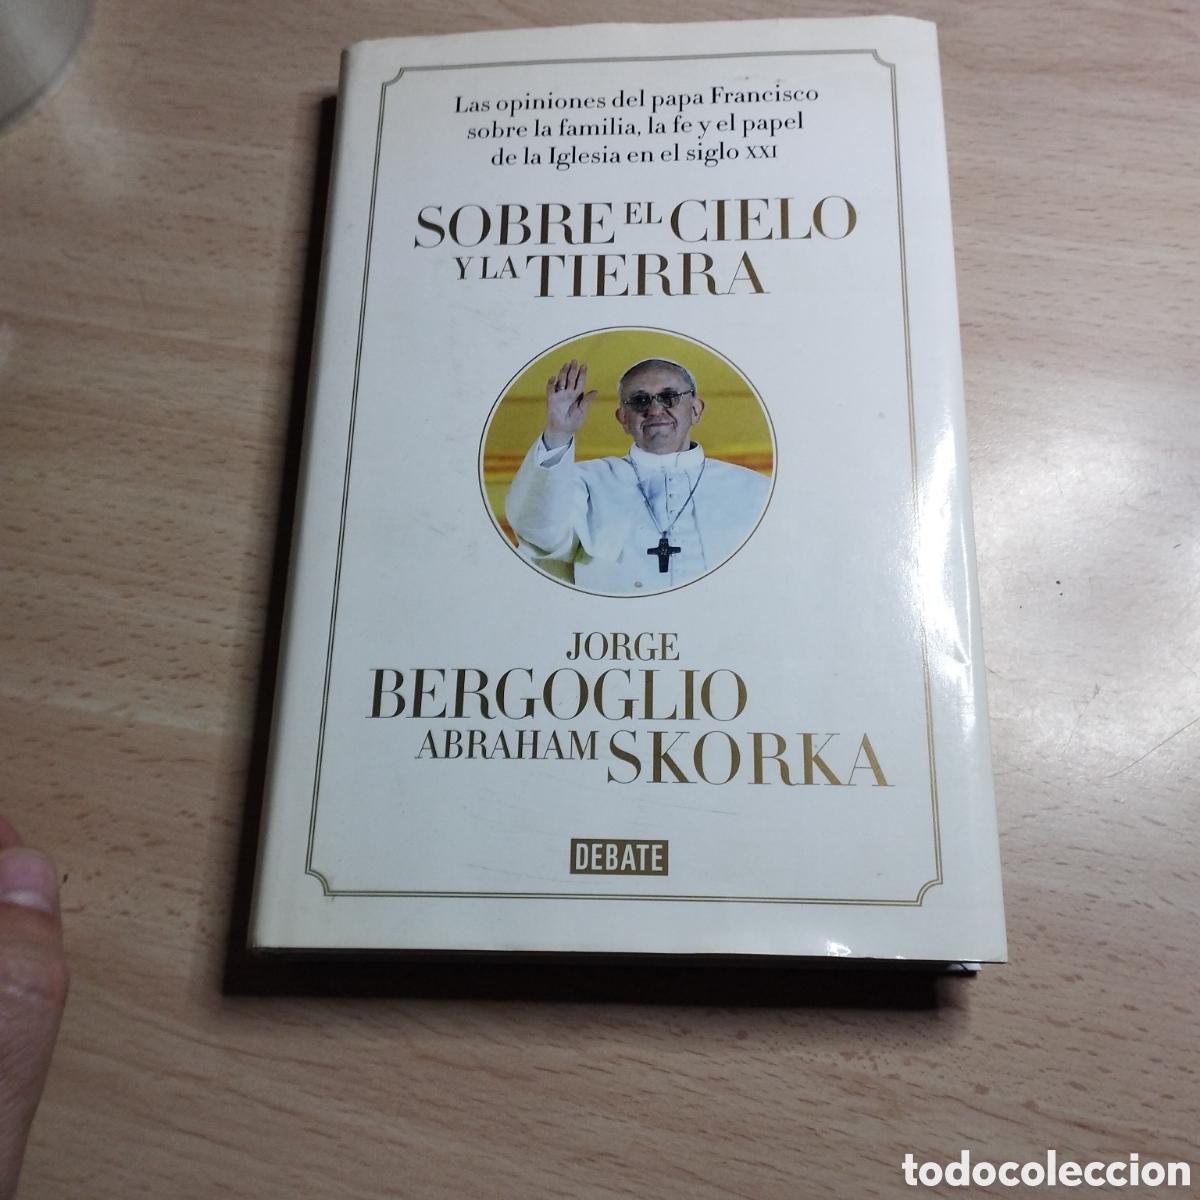 Las opiniones del papa Francisco
sobre la familia, la fe y el papel
de la Iglesia en el siglo XXI
SOBRE EL CIELO
Y LA TIERRA
JORGE
BERGOGLIO
ABRAHAM SKORKA
DEBATE
todocoleccion